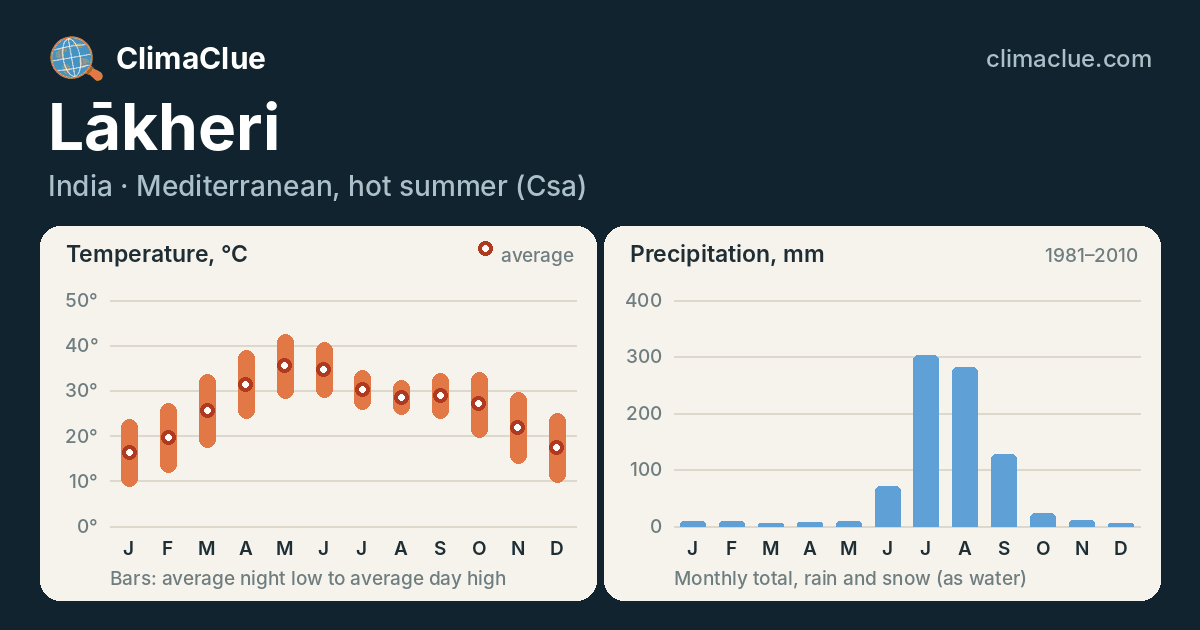 ClimaClue
climaclue.com
Lākheri
India · Mediterranean, hot summer (Csa)
Temperature, °C
average
50°
40°
30°
20°
10°
0°
J F M A M J J A S O N D
Bars: average night low to average day high
Precipitation, mm
1981–2010
400
300
200
100
0
J F M A M J J A S O N D
Monthly total, rain and snow (as water)